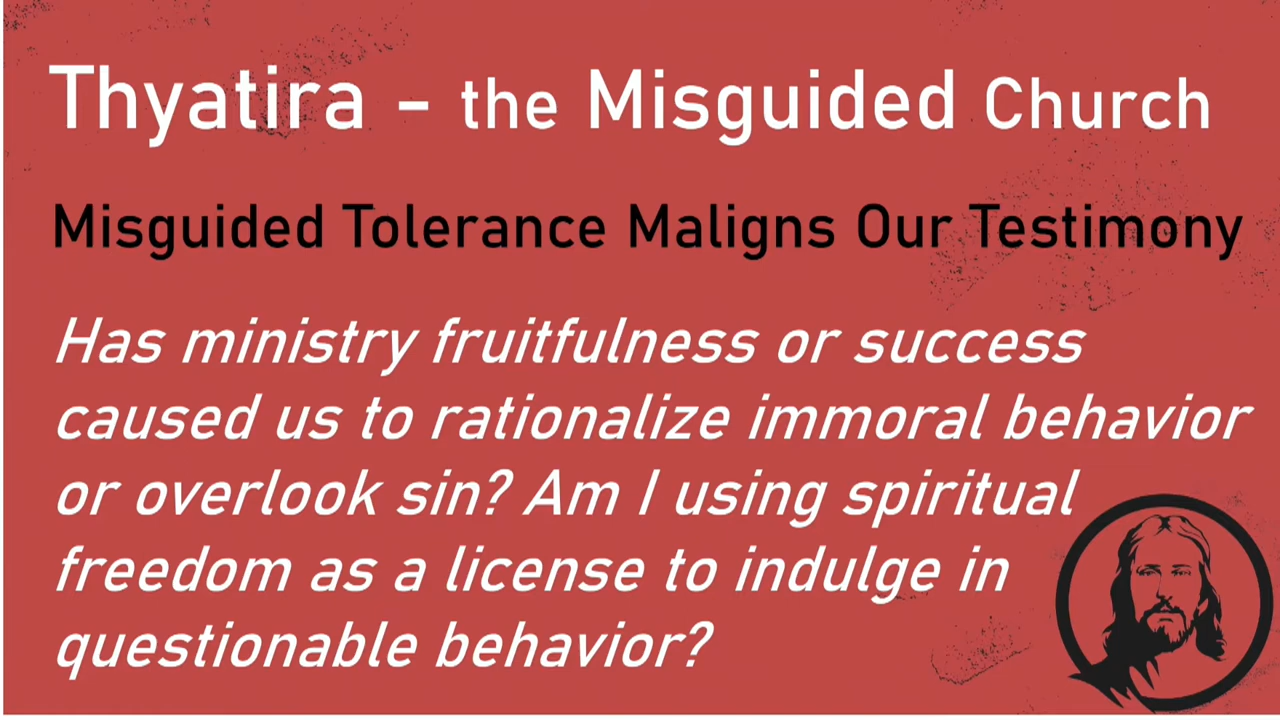 Thyatira – the Misguided Church
Misguided Tolerance Maligns Our Testimony
Has ministry fruitfulness or success
caused us to rationalize immoral behavior
or overlook sin? Am I using spiritual
freedom as a license to indulge in
questionable behavior?